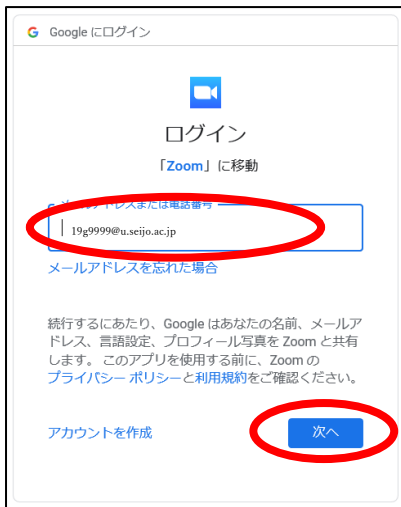 G Google にログイン
ログイン
「Zoom」に移動
メールアドレスまたは電話番号
19g9999@u.seijo.ac.jp
メールアドレスを忘れた場合
続行するにあたり、Google はあなたの名前、メールア
ドレス、言語設定、プロフィール写真を Zoom と共有
します。 このアプリを使用する前に、Zoom の
プライバシー ポリシーと利用規約をご確認ください。
アカウントを作成
次へ